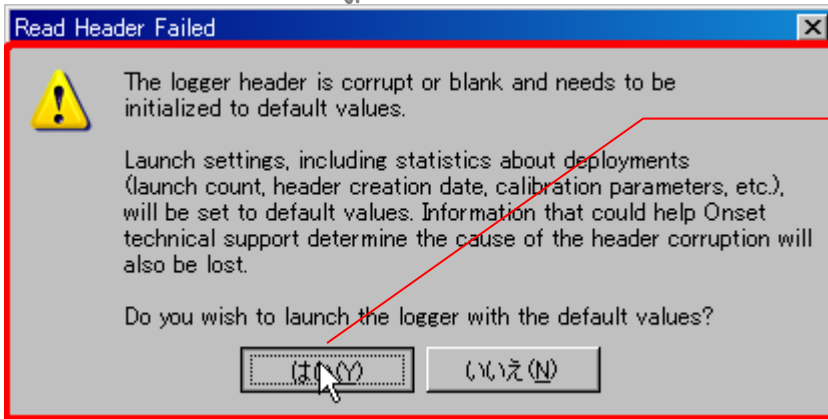 Read Header Failed
The logger header is corrupt or blank and needs to be
initialized to default values.
Launch settings, including statistics about deployments
(launch count, header creation date, calibration parameters, etc.),
will be set to default values. Information that could help Onset
technical support determine the cause of the header corruption will
also be lost.
Do you wish to launch the logger with the default values?
はい(Y) いいえ(N)